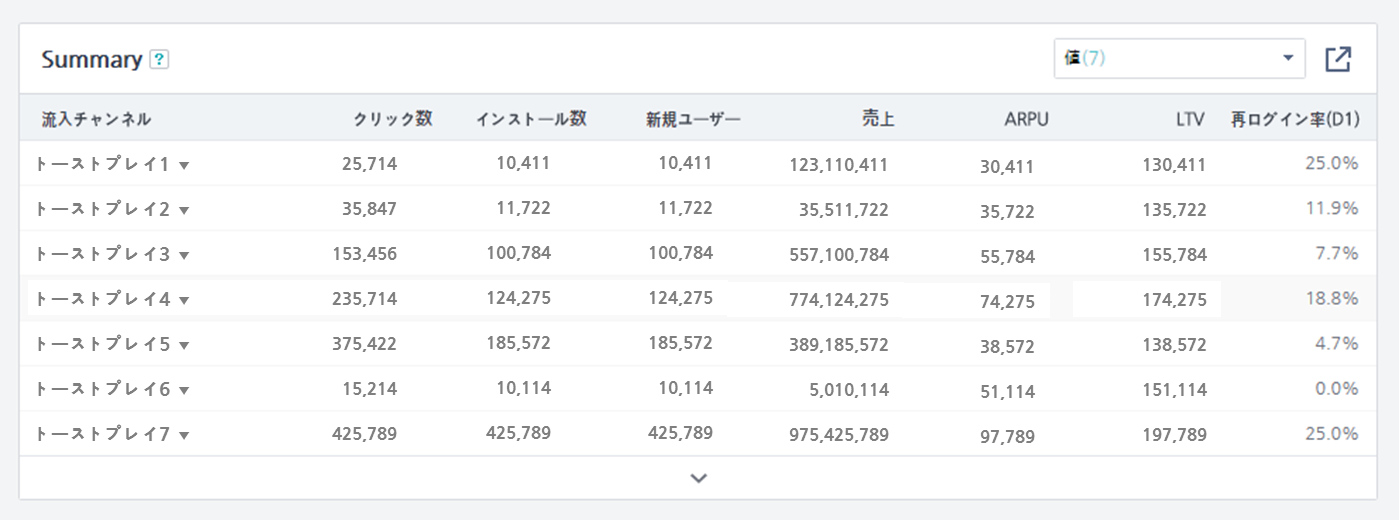 Summary ?
値(7)
流入チャンネル クリック数 インストール数 新規ユーザー 売上 ARPU LTV 再ログイン率(D1)
トーストプレイ1 ▼ 25,714 10,411 10,411 123,110,411 30,411 130,411 25.0%
トーストプレイ2 ▼ 35,847 11,722 11,722 35,511,722 35,722 135,722 11.9%
トーストプレイ3 ▼ 153,456 100,784 100,784 557,100,784 55,784 155,784 7.7%
トーストプレイ4 ▼ 235,714 124,275 124,275 774,124,275 74,275 174,275 18.8%
トーストプレイ5 ▼ 375,422 185,572 185,572 389,185,572 38,572 138,572 4.7%
トーストプレイ6 ▼ 15,214 10,114 10,114 5,010,114 51,114 151,114 0.0%
トーストプレイ7 ▼ 425,789 425,789 425,789 975,425,789 97,789 197,789 25.0%